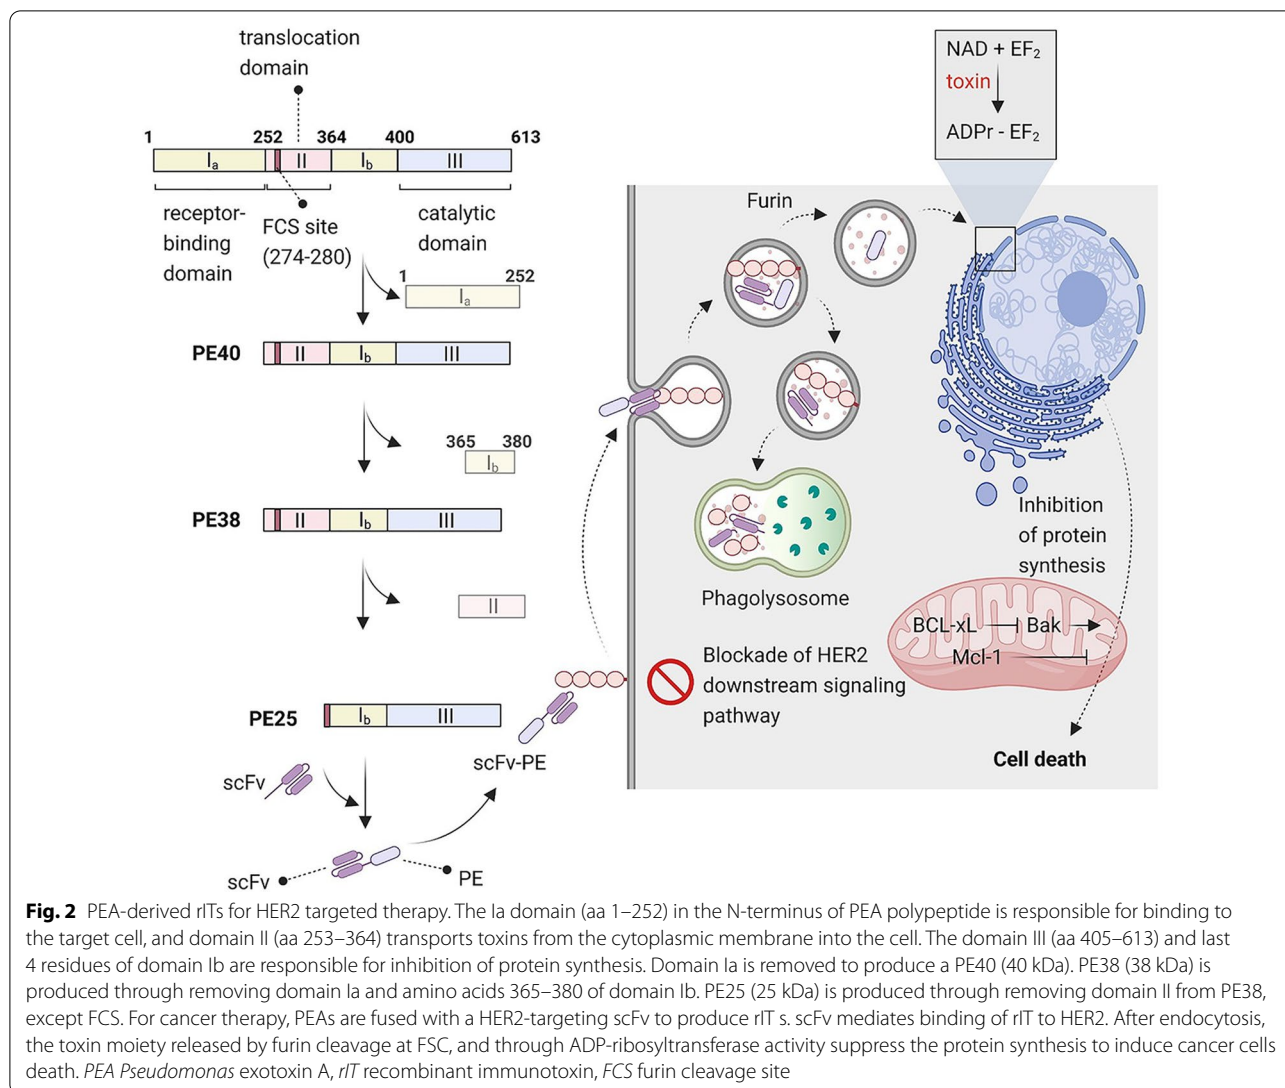 translocation
domain
1
252
364
400
613
Iₐ
II
I_b
III
receptor-
binding
domain
FCS site
(274-280)
catalytic
domain
1
252
Iₐ
PE40
II
I_b
III
365
380
I_b
PE38
II
I_b
III
II
PE25
I_b
III
scFv
scFv-PE
scFv
PE
NAD + EF₂
toxin
ADPr - EF₂
Furin
Phagolysosome
Inhibition
of protein
synthesis
BCL-xL
Bak
Mcl-1
Blockade of HER2
downstream signaling
pathway
Cell death
Fig. 2 PEA-derived rITs for HER2 targeted therapy. The Ia domain (aa 1–252) in the N-terminus of PEA polypeptide is responsible for binding to
the target cell, and domain II (aa 253–364) transports toxins from the cytoplasmic membrane into the cell. The domain III (aa 405–613) and last
4 residues of domain Ib are responsible for inhibition of protein synthesis. Domain Ia is removed to produce a PE40 (40 kDa). PE38 (38 kDa) is
produced through removing domain Ia and amino acids 365–380 of domain Ib. PE25 (25 kDa) is produced through removing domain II from PE38,
except FCS. For cancer therapy, PEAs are fused with a HER2-targeting scFv to produce rIT s. scFv mediates binding of rIT to HER2. After endocytosis,
the toxin moiety released by furin cleavage at FSC, and through ADP-ribosyltransferase activity suppress the protein synthesis to induce cancer cells
death. PEA Pseudomonas exotoxin A, rIT recombinant immunotoxin, FCS furin cleavage site